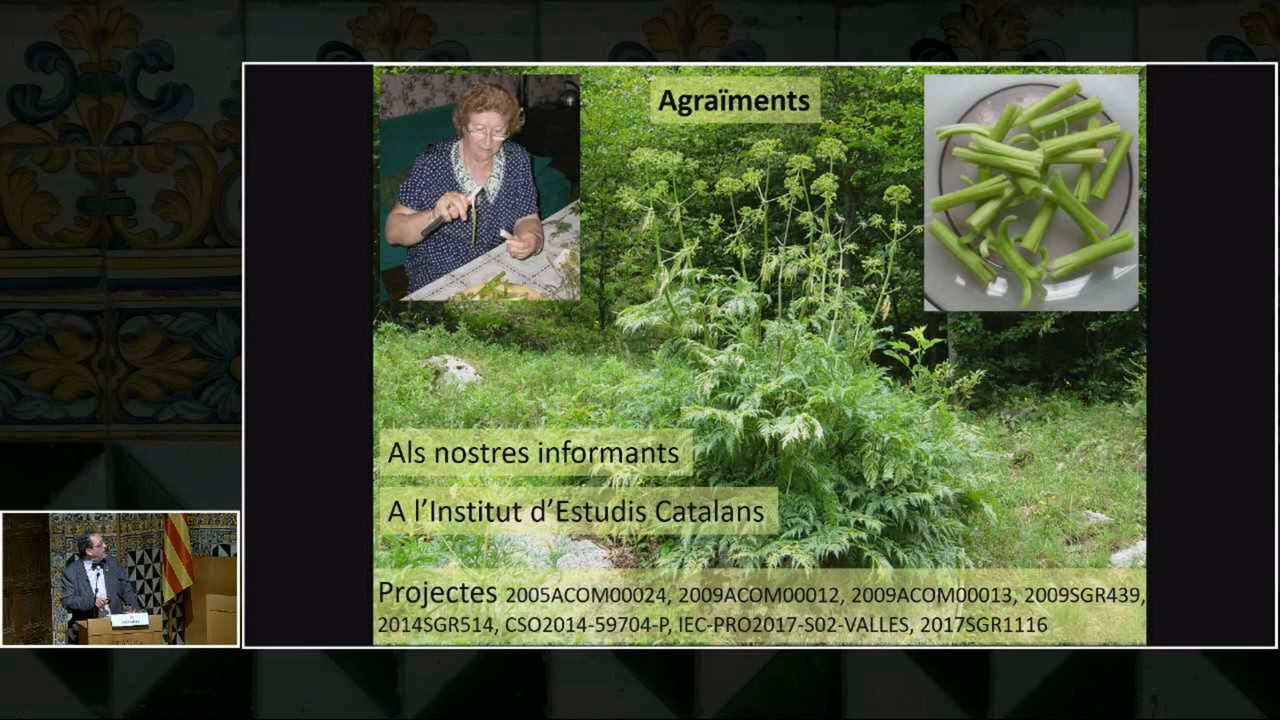 Agraïments
Als nostres informants
A l’Institut d’Estudis Catalans
Projectes 2005ACOM00024, 2009ACOM00012, 2009ACOM00013, 2009SGR439,
2014SGR514, CSO2014-59704-P, IEC-PRO2017-S02-VALLES, 2017SGR1116